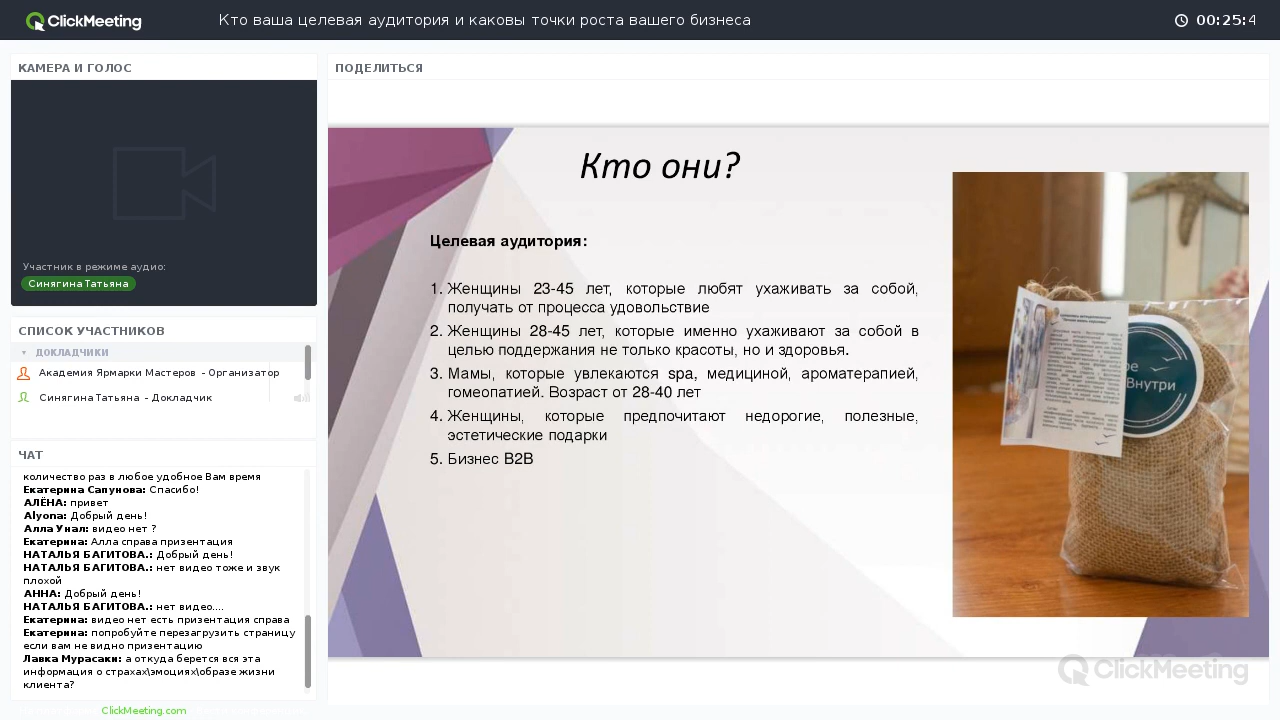 ClickMeeting
Кто ваша целевая аудитория и каковы точки роста вашего бизнеса
00:25:4
КАМЕРА И ГОЛОС
Участник в режиме аудио:
Синягина Татьяна
СПИСОК УЧАСТНИКОВ
ДОКЛАДЧИКИ
Академия Ярмарки Мастеров - Организатор
Синягина Татьяна - Докладчик
ЧАТ
количество раз в любое удобное Вам время
Екатерина Сапунова: Спасибо!
АЛЁНА: привет
Alyona: Добрый день!
Алла Унал: видео нет ?
Екатерина: Алла справа призентация
НАТАЛЬЯ БАГИТОВА.: Добрый день!
НАТАЛЬЯ БАГИТОВА.: нет видео тоже и звук
плохой
АННА: Добрый день!
НАТАЛЬЯ БАГИТОВА.: нет видео....
Екатерина: видео нет есть призентация справа
Екатерина: попробуйте перезагрузить страницу
если вам не видно призентацию
Лавка Мурасаки: а откуда берется вся эта
информация о страхах\эмоциях\образе жизни
клиента?
ClickMeeting.com
ПОДЕЛИТЬСЯ
Кто они?
Целевая аудитория:
1. Женщины 23-45 лет, которые любят ухаживать за собой,
получать от процесса удовольствие
2. Женщины 28-45 лет, которые именно ухаживают за собой в
целью поддержания не только красоты, но и здоровья.
3. Мамы, которые увлекаются spa, медициной, ароматерапией,
гомеопатией. Возраст от 28-40 лет
4. Женщины, которые предпочитают недорогие, полезные,
эстетические подарки
5. Бизнес B2B
Внутри
ClickMeeting